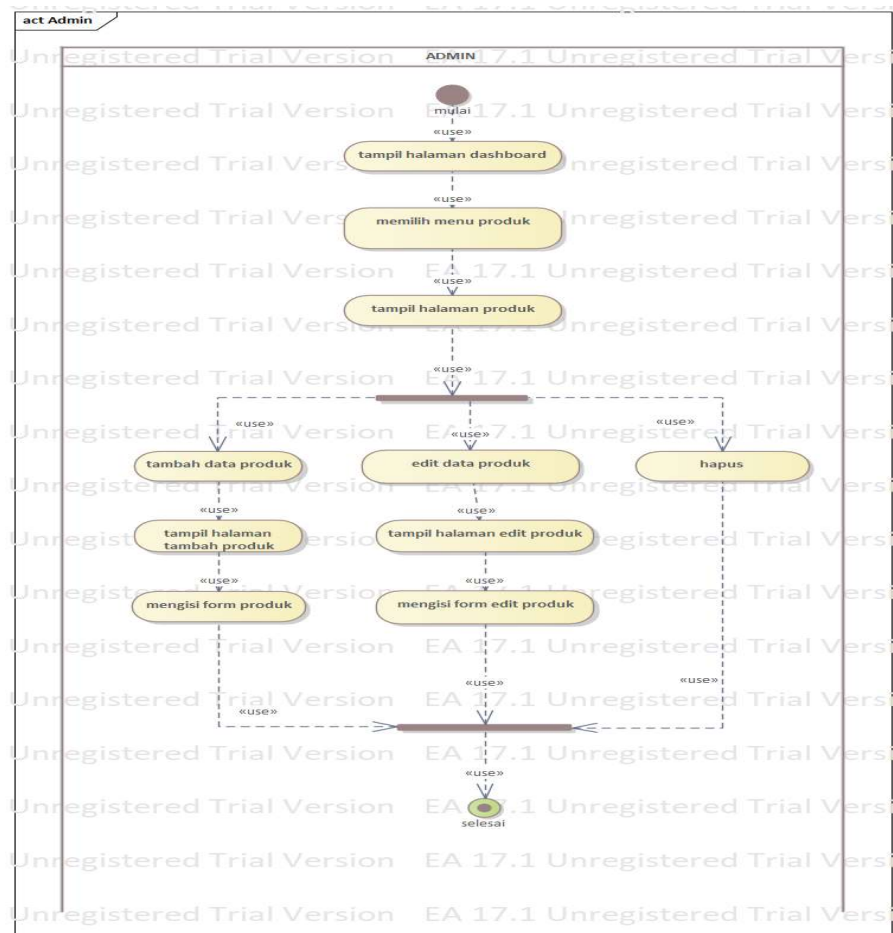 act Admin
ADMIN
mulai
«use»
tampil halaman dashboard
«use»
memilih menu produk
«use»
tampil halaman produk
«use»
«use»
«use»
«use»
tambah data produk
edit data produk
hapus
«use»
«use»
tampil halaman
tambah produk
tampil halaman edit produk
«use»
«use»
mengisi form produk
mengisi form edit produk
«use»
«use»
«use»
«use»
selesai
Unregistered Trial Version EA 17.1 Unregistered Trial Version